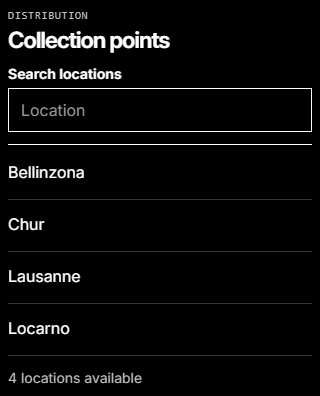 DISTRIBUTION
Collection points
Search locations
Location
Bellinzona
Chur
Lausanne
Locarno
4 locations available